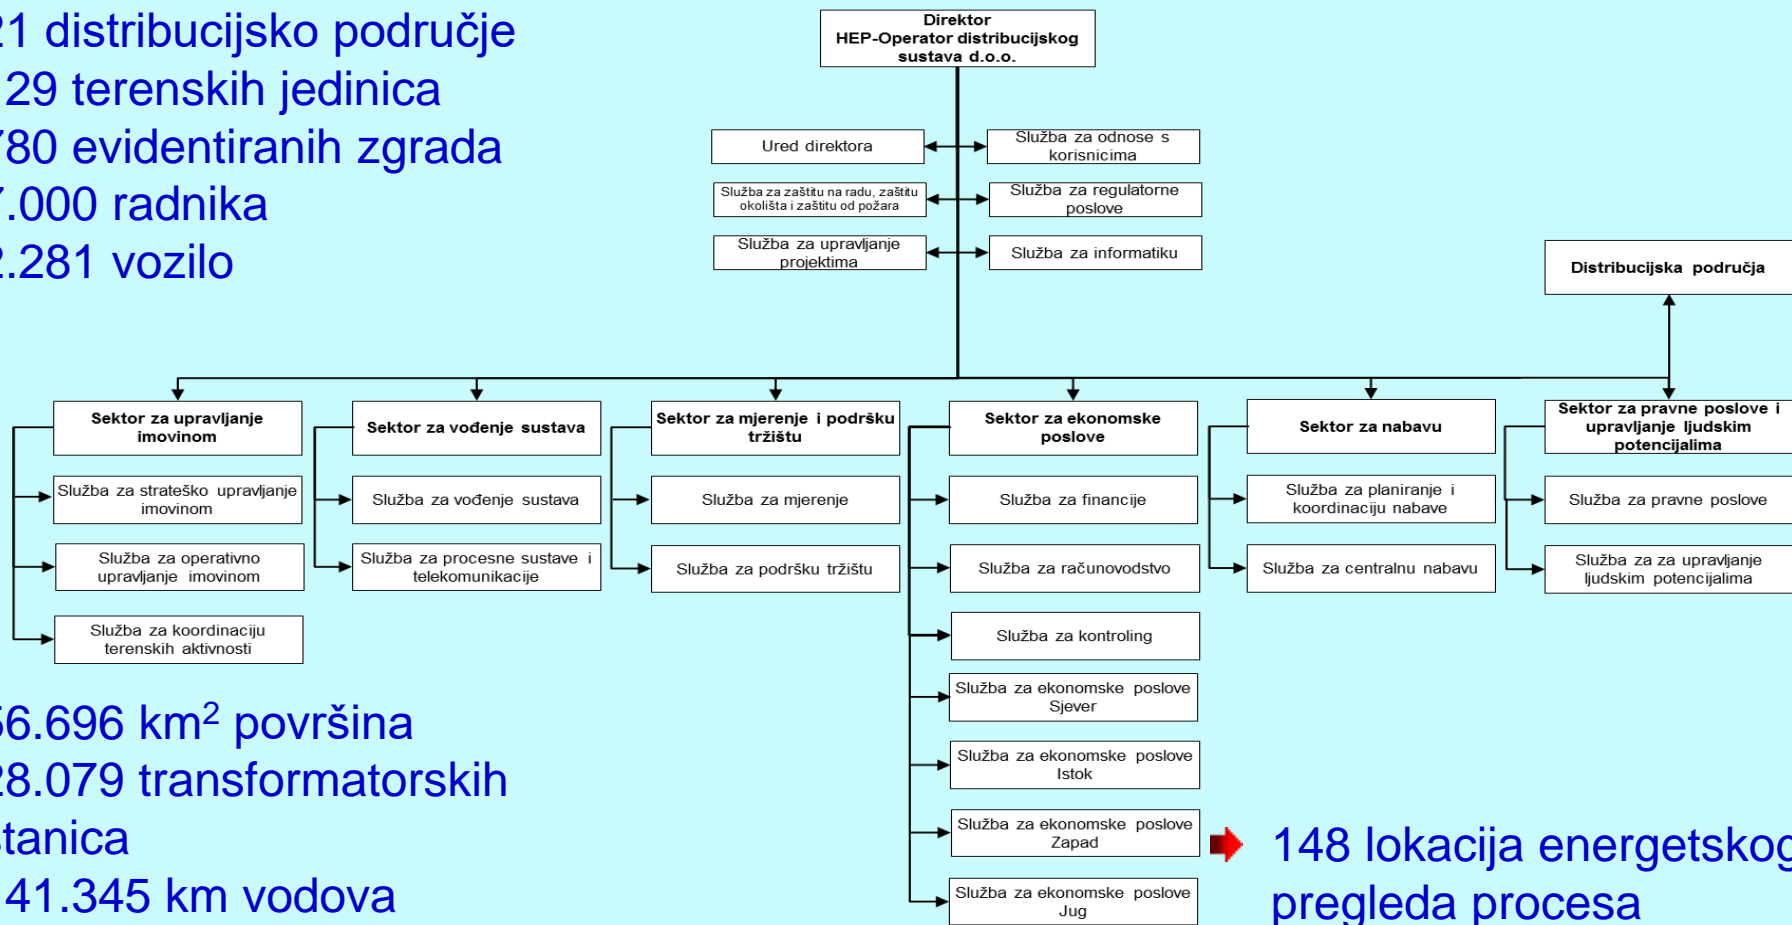 21 distribucijsko područje
29 terenskih jedinica
780 evidentiranih zgrada
7.000 radnika
2.281 vozilo
Direktor
HEP-Operator distribucijskog
sustava d.o.o.
Ured direktora
Služba za odnose s
korisnicima
Služba za zaštitu na radu, zaštitu
okolišta i zaštitu od požara
Služba za regulatorne
poslove
Služba za upravljanje
projektima
Služba za informatiku
Distribucijska područja
Sektor za upravljanje
imovinom
Služba za strateško upravljanje
imovinom
Služba za operativno
upravljanje imovinom
Služba za koordinaciju
terenskih aktivnosti
Sektor za vođenje sustava
Služba za vođenje sustava
Služba za procesne sustave i
telekomunikacije
Sektor za mjerenje i podršku
tržištu
Služba za mjerenje
Služba za podršku tržištu
Sektor za ekonomske
poslove
Služba za financije
Služba za računovodstvo
Služba za kontroling
Služba za ekonomske poslove
Sjever
Služba za ekonomske poslove
Istok
Služba za ekonomske poslove
Zapad
Služba za ekonomske poslove
Jug
Sektor za nabavu
Služba za planiranje i
koordinaciju nabave
Služba za centralnu nabavu
Sektor za pravne poslove i
upravljanje ljudskim
potencijalima
Služba za pravne poslove
Služba za za upravljanje
ljudskim potencijalima
56.696 km² površina
28.079 transformatorskih
stanica
41.345 km vodova
148 lokacija energetskog
pregleda procesa